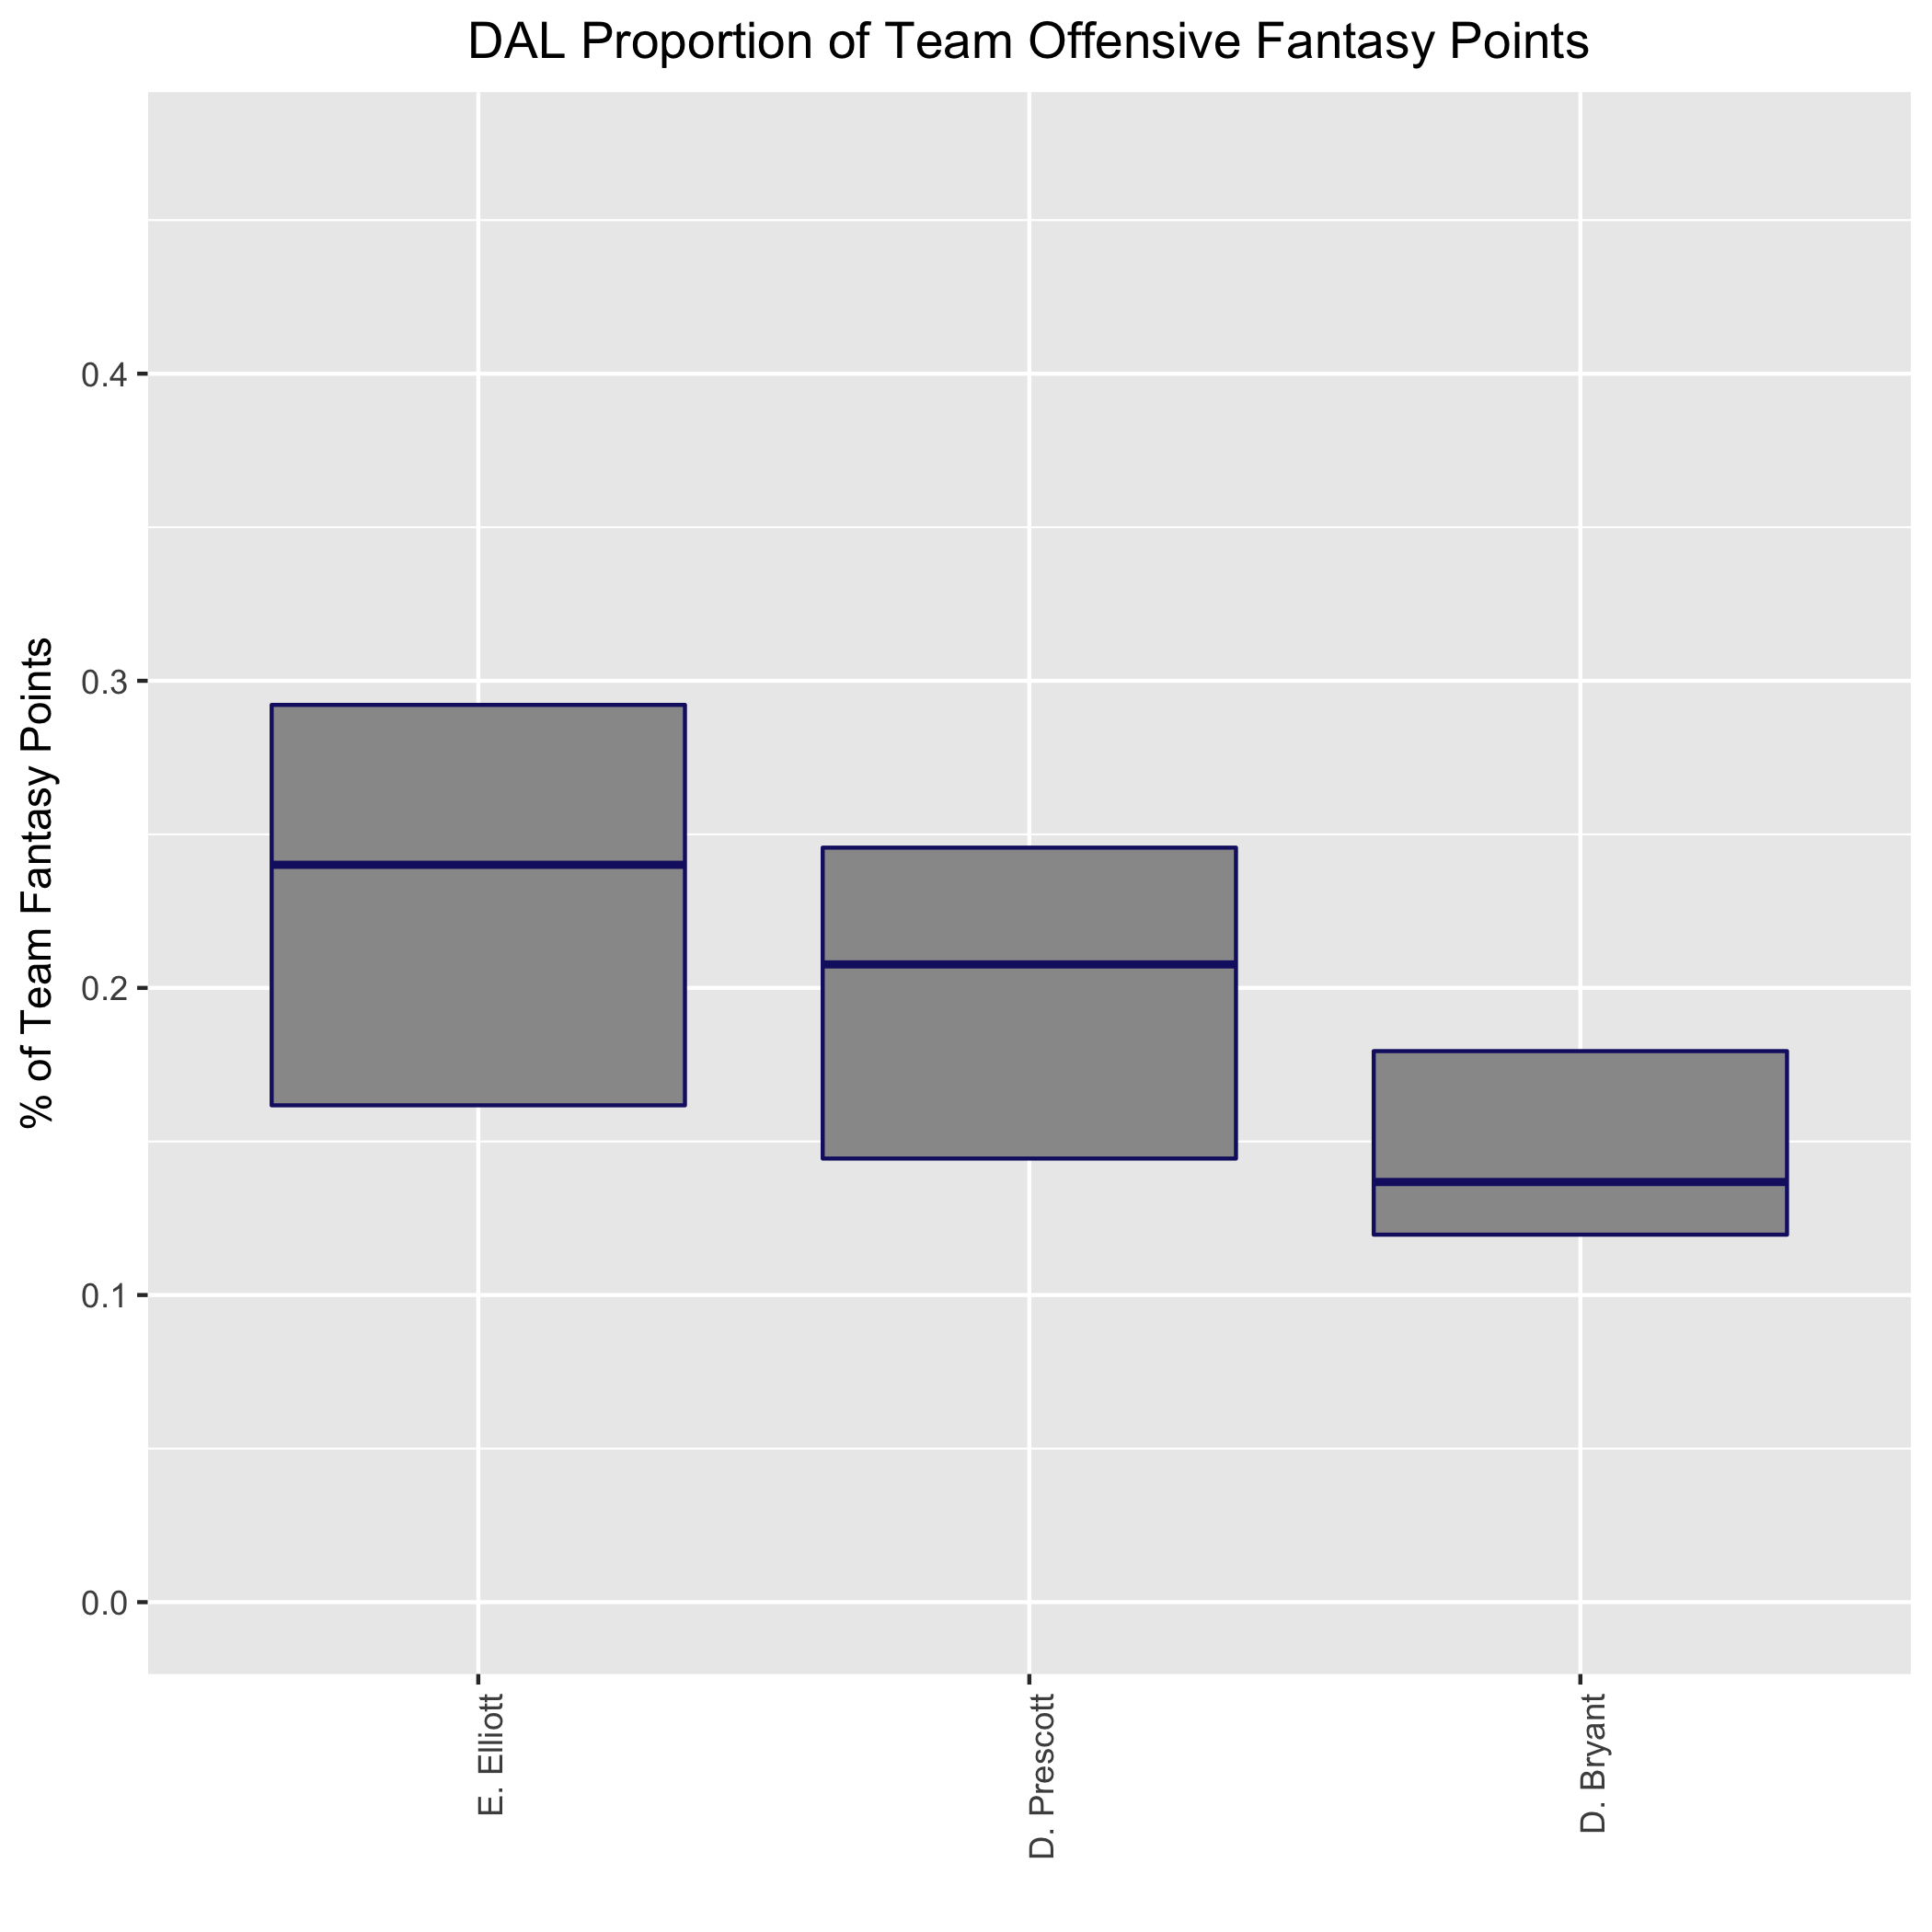 DAL Proportion of Team Offensive Fantasy Points
% of Team Fantasy Points
0.4
0.3
0.2
0.1
0.0
E. Elliott
D. Prescott
D. Bryant